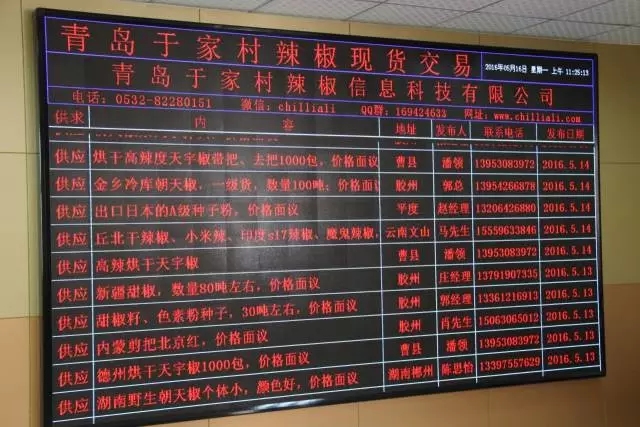 青岛于家村辣椒现货交易
2016年05月16日 星期一 上午 11:25:13
青岛于家村辣椒信息科技有限公司
电话：0532-82280151 微信：chilliali QQ群：169424633 网址：www.chilliali.com
供求 内 容 地址 发布人 联系电话 发布日期
供应 烘干高辣度天宇椒带把、去把1000包，价格面议 曹县 潘领 13953083972 2016.5.14
供应 金乡冷库朝天椒，一级货，数量100吨；价格面议 胶州 郭总 13954266878 2016.5.14
供应 出口日本的A级种子粉，价格面议 平度 赵经理 13206426880 2016.5.14
供应 丘北干辣椒、小米辣、印度s17辣椒、魔鬼辣椒， 云南文山 马先生 15559633846 2016.5.14
供应 高辣烘干天宇椒 曹县 潘领 13953083972 2016.5.13
供应 新疆甜椒，数量80吨左右，价格面议 胶州 庄经理 13791907335 2016.5.13
供应 甜椒籽、色素粉种子，30吨左右，价格面议 胶州 郭经理 13361216913 2016.5.13
供应 内蒙剪把北京红，价格面议 胶州 肖先生 15063065012 2016.5.13
供应 德州烘干天宇椒1000包，价格面议 曹县 潘领 13953083972 2016.5.13
供应 湖南野生朝天椒个体小，颜色好，价格面议 湖南郴州 陈思怡 13397557629 2016.5.13